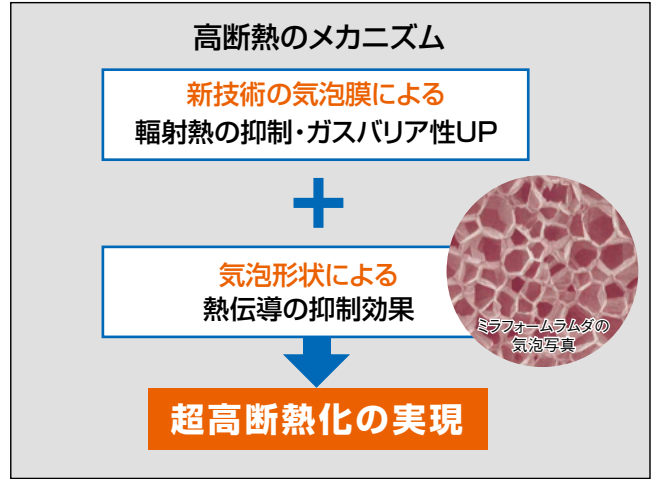 高断熱のメカニズム
新技術の気泡膜による
輻射熱の抑制・ガスバリア性UP
+
気泡形状による
熱伝導の抑制効果
ミラフォームラムダの
気泡写真
超高断熱化の実現